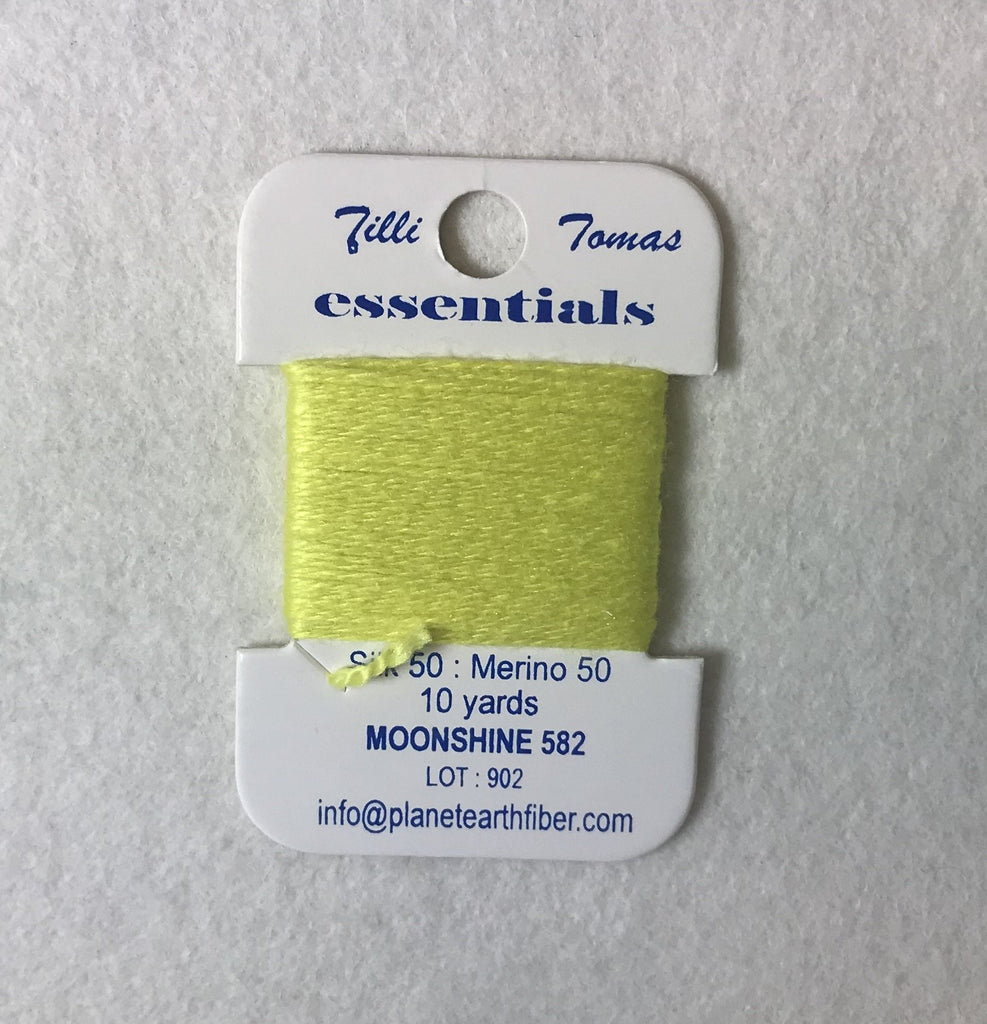 Tilli Tomas
essentials
Silk 50 : Merino 50
10 yards
MOONSHINE 582
LOT : 902
info@planetearthfiber.com